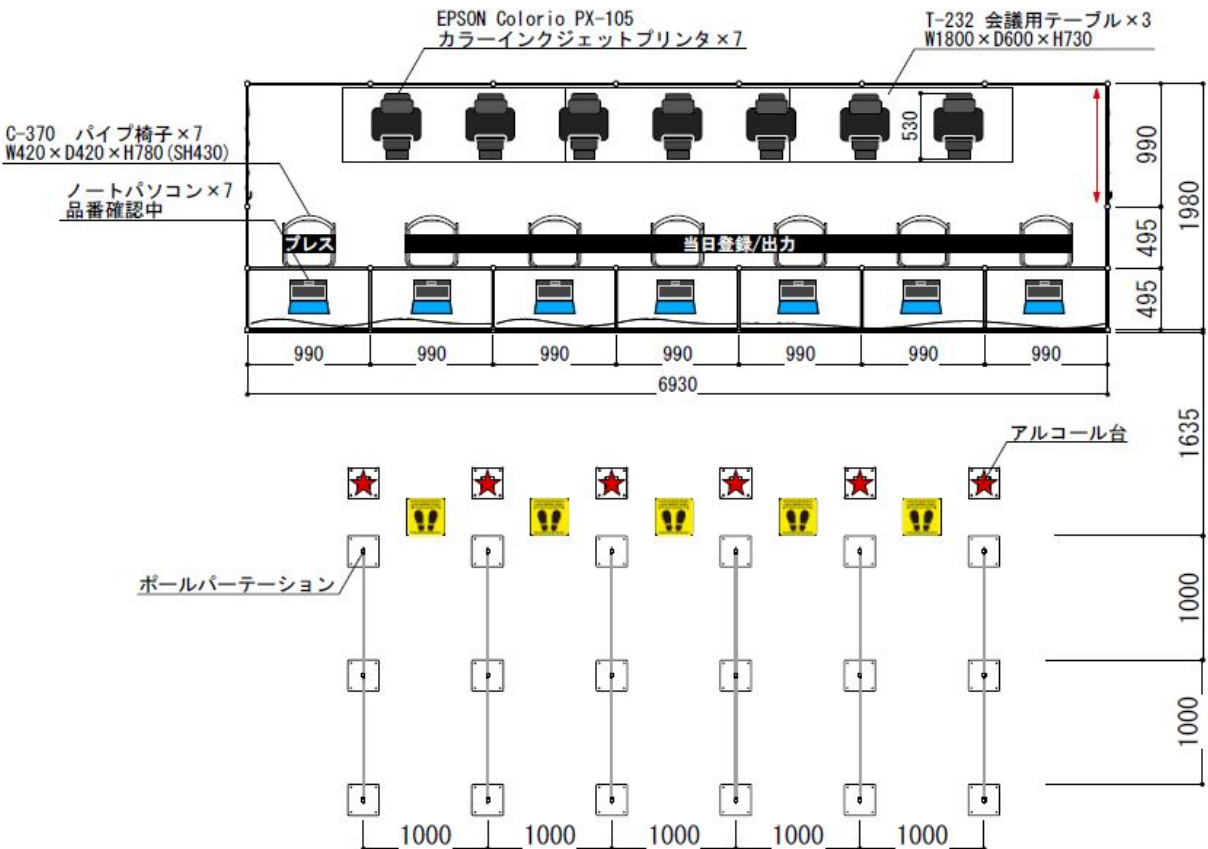 EPSON Colorio PX-105
カラーインクジェットプリンタ×7
T-232 会議用テーブル×3
W1800×D600×H730
C-370 パイプ椅子×7
W420×D420×H780(SH430)
ノートパソコン×7
品番確認中
530
990
1980
495
495
プレス
当日登録/出力
990
990
990
990
990
990
990
6930
1635
アルコール台
ポールパーテーション
1000
1000
1000
1000
1000
1000
1000